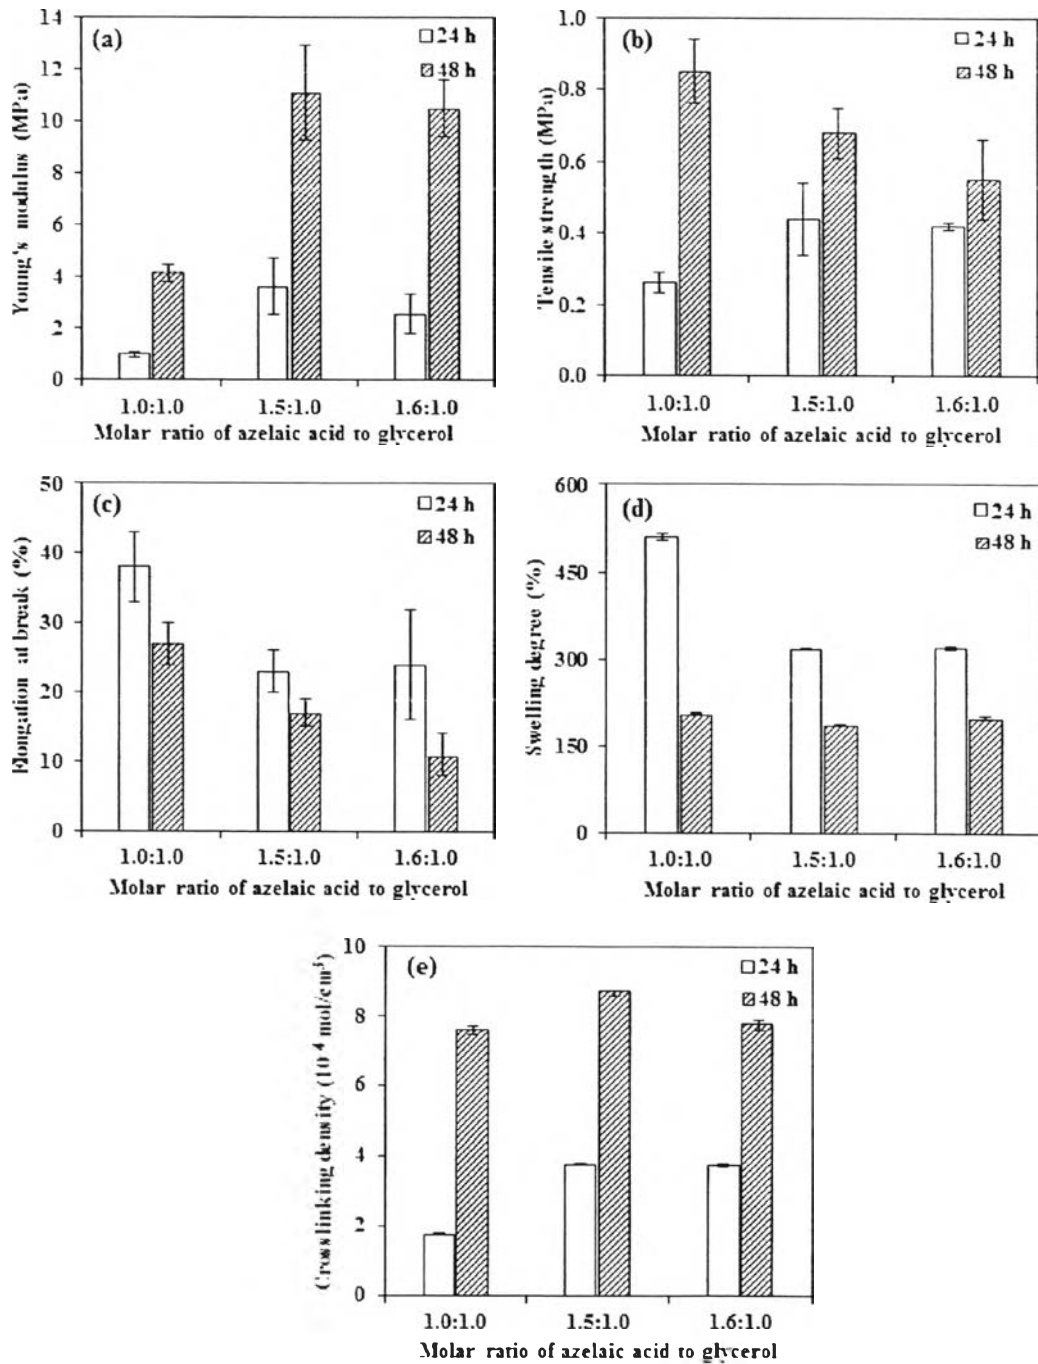 14
12
10
8
6
4
2
0
Young's modulus (MPa)
(a)
24 h
48 h
1.0:1.0 1.5:1.0 1.6:1.0
Molar ratio of azelaic acid to glycerol
1.0
0.8
0.6
0.4
0.2
0.0
Tensile strength (MPa)
(b)
24 h
48 h
1.0:1.0 1.5:1.0 1.6:1.0
Molar ratio of azelaic acid to glycerol
50
40
30
20
10
0
Elongation at break (%)
(c)
24 h
48 h
1.0:1.0 1.5:1.0 1.6:1.0
Molar ratio of azelaic acid to glycerol
600
450
300
150
0
Swelling degree (%)
(d)
24 h
48 h
1.0:1.0 1.5:1.0 1.6:1.0
Molar ratio of azelaic acid to glycerol
10
8
6
4
2
0
Crosslinking density (10⁻⁴ mol/cm³)
(e)
24 h
48 h
1.0:1.0 1.5:1.0 1.6:1.0
Molar ratio of azelaic acid to glycerol